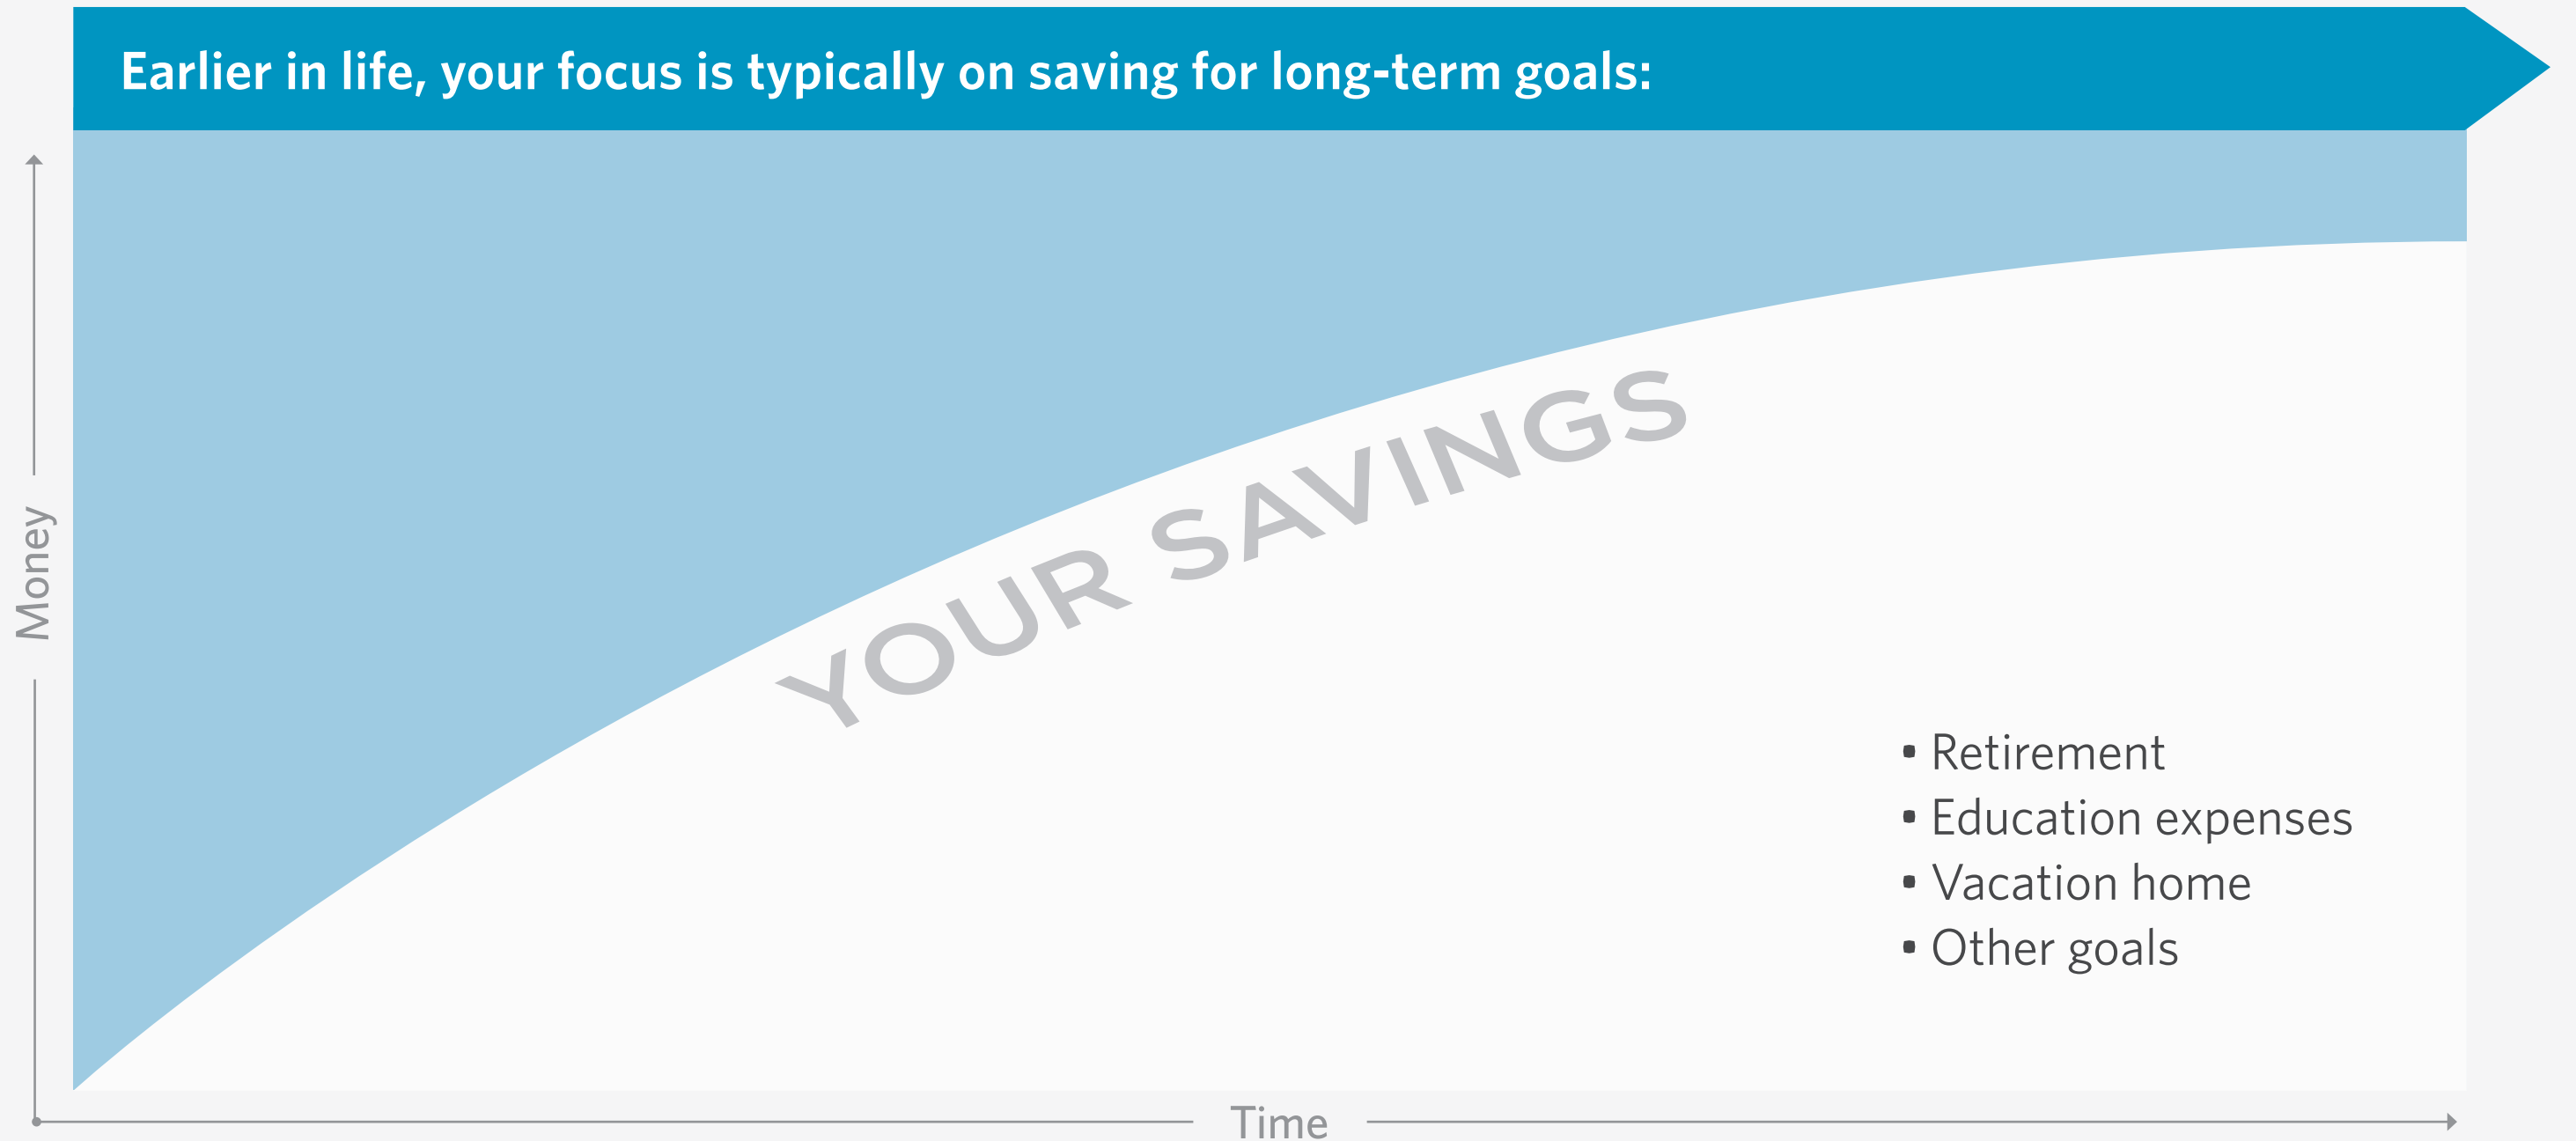 Earlier in life, your focus is typically on saving for long-term goals:
Money
YOUR SAVINGS
• Retirement
• Education expenses
• Vacation home
• Other goals
Time